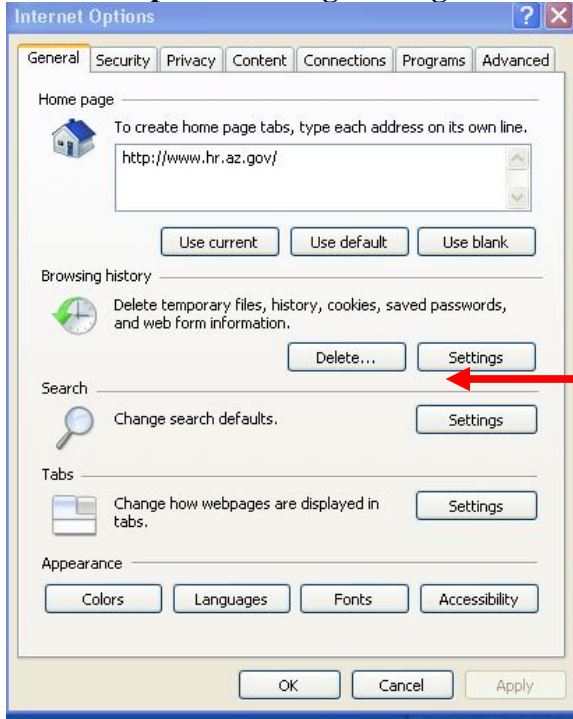 Internet Options
General Security Privacy Content Connections Programs Advanced
Home page
To create home page tabs, type each address on its own line.
http://www.hr.az.gov/
Use current Use default Use blank
Browsing history
Delete temporary files, history, cookies, saved passwords,
and web form information.
Delete... Settings
Search
Change search defaults. Settings
Tabs
Change how webpages are displayed in
tabs.
Settings
Appearance
Colors Languages Fonts Accessibility
OK Cancel Apply